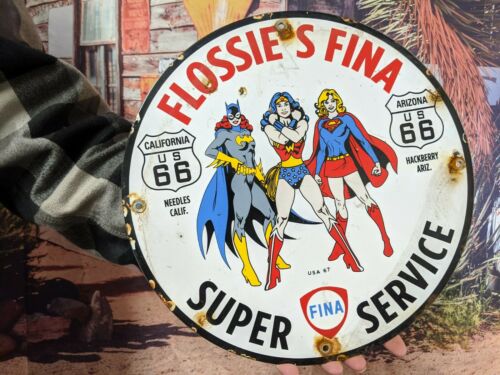 FLOSSIE'S FINA
CALIFORNIA
US
66
NEEDLES
CALIF.
ARIZONA
US
66
HACKBERRY
ARIZ.
USA 67
FINA
SUPER SERVICE